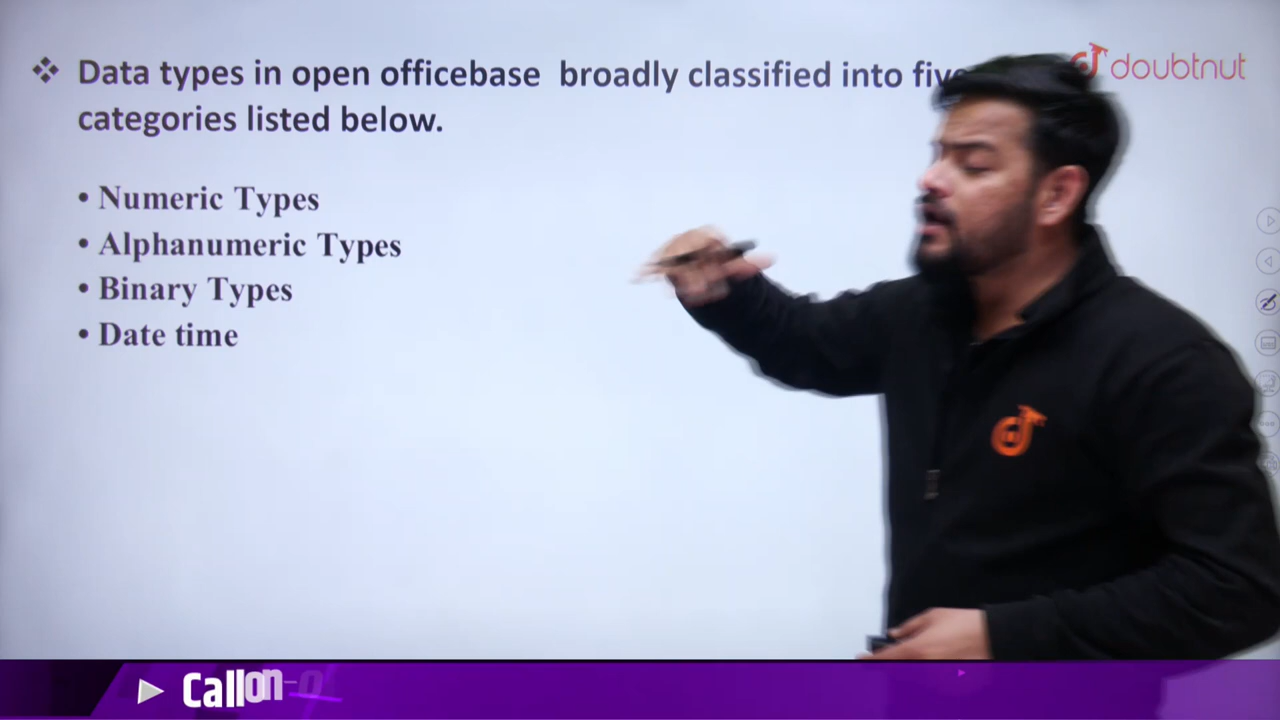 ❖ Data types in open officebase broadly classified into five
doubtnut
categories listed below.
• Numeric Types
• Alphanumeric Types
• Binary Types
• Date time
Callon-o